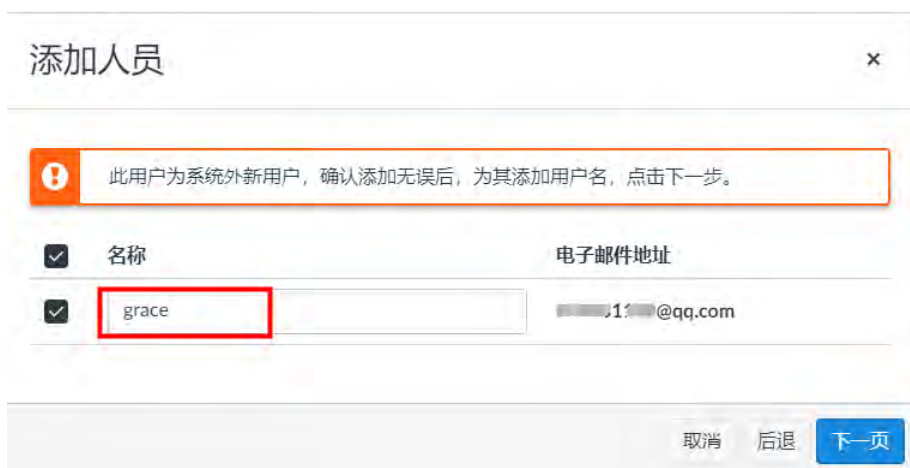 添加人员
×
此用户为系统外新用户，确认添加无误后，为其添加用户名，点击下一步。
名称 电子邮件地址
grace @qq.com
取消 后退 下一页